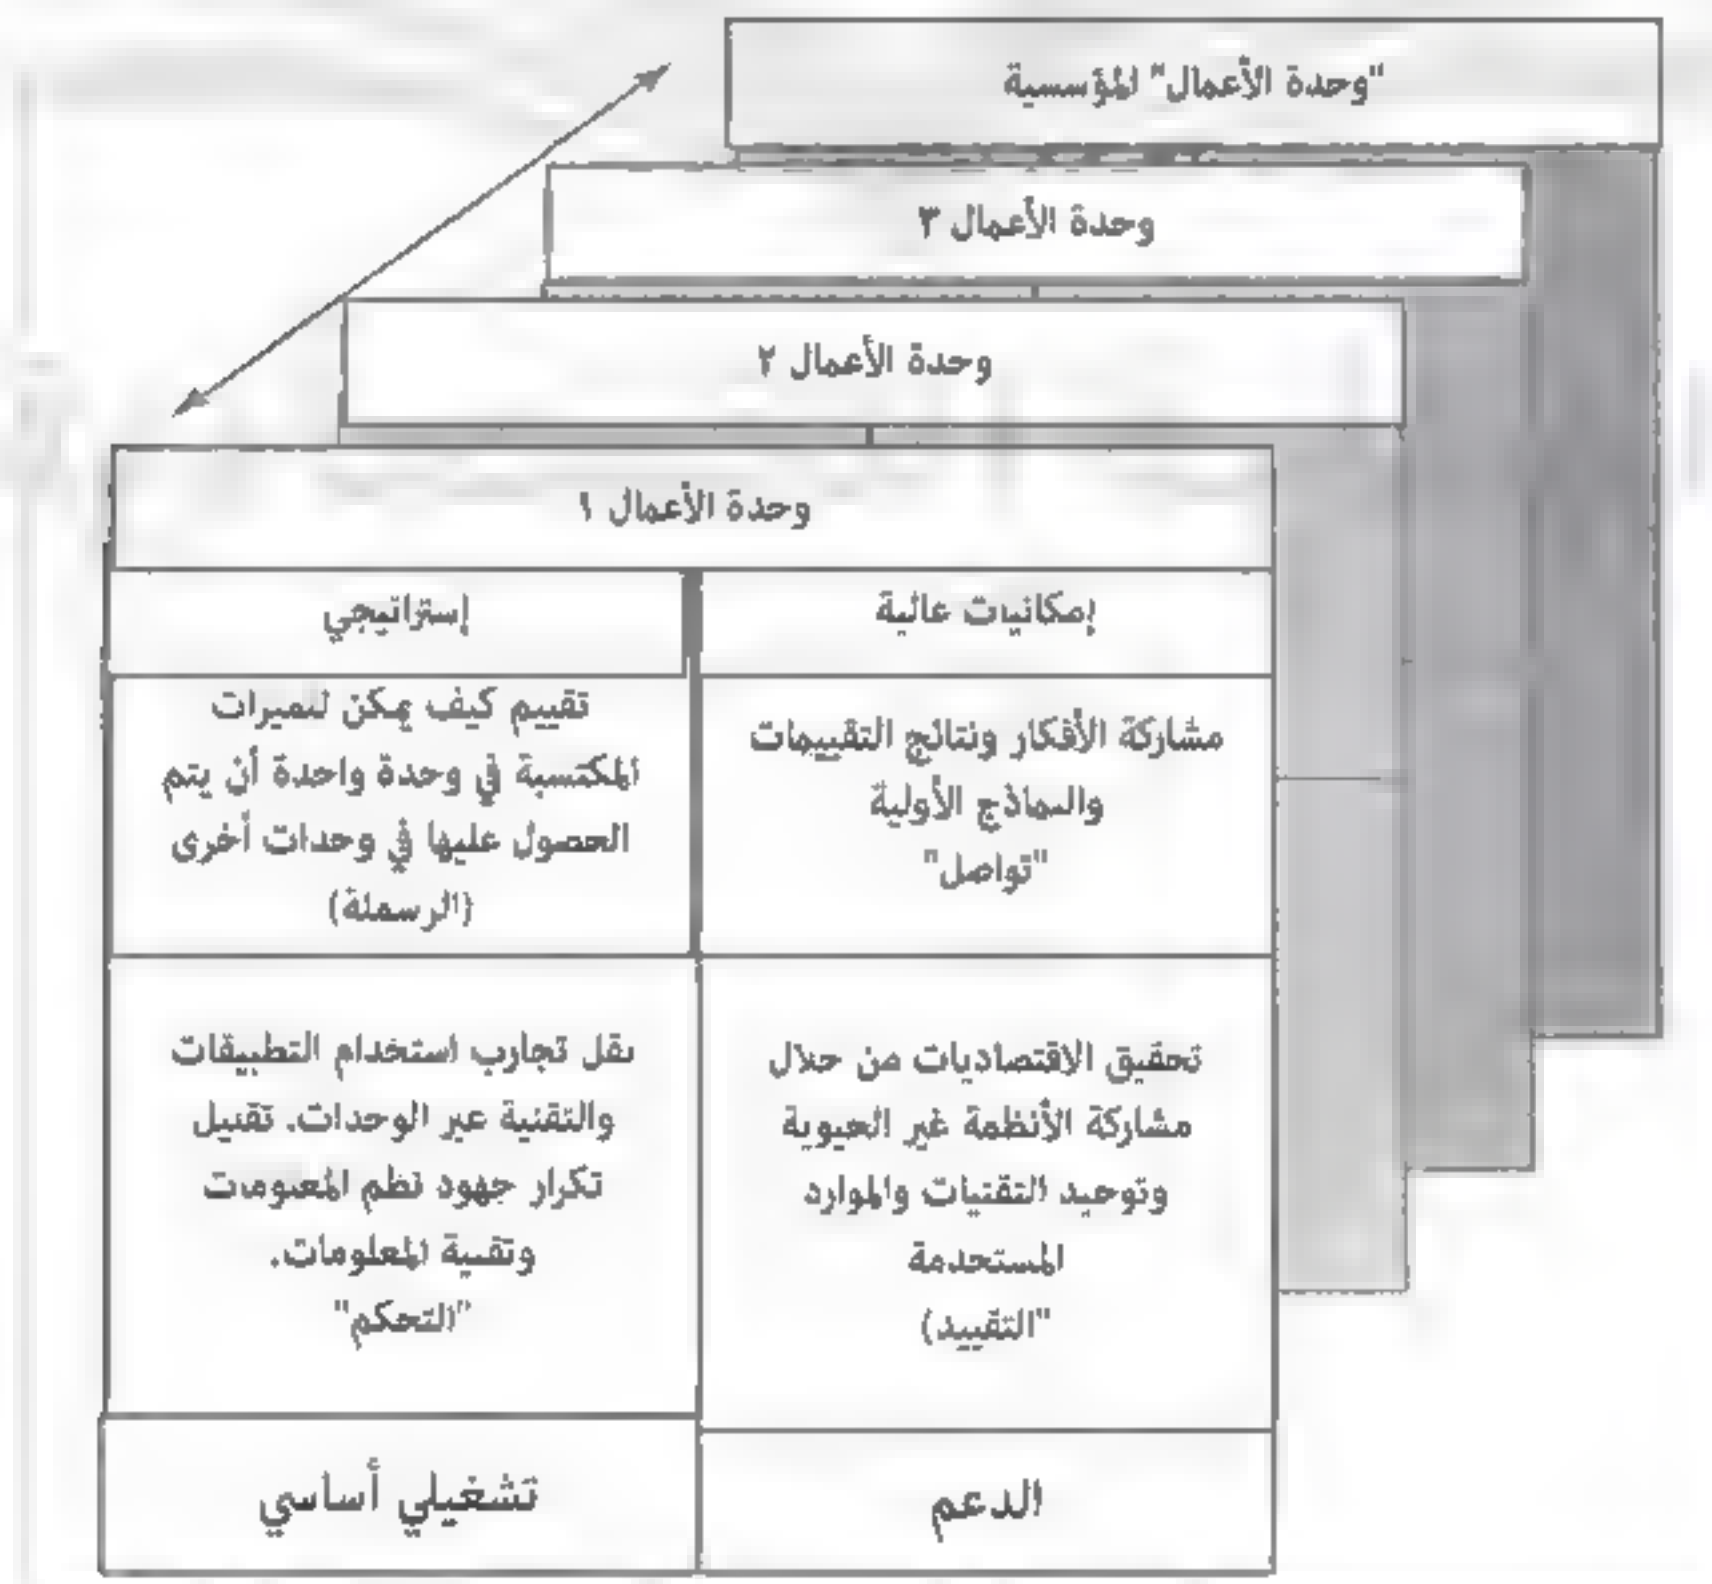 "وحدة الأعمال" المؤسسية
وحدة الأعمال ٣
وحدة الأعمال ٢
وحدة الأعمال ١
إمكانيات عالية
إستراتيجي
مشاركة الأفكار ونتائج التقييمات
والنماذج الأولية
"تواصل"
تقييم كيف يمكن للميزات
المكتسبة في وحدة واحدة أن يتم
الحصول عليها في وحدات أخرى
(الرسملة)
تحقيق الاقتصاديات من خلال
مشاركة الأنظمة غير الحيوية
وتوحيد التقنيات والموارد
المستخدمة
"التقييد)
نقل تجارب استخدام التطبيقات
والتقنية عبر الوحدات. تقليل
تكرار جهود نظم المعلومات
وتقنية المعلومات.
"التحكم"
الدعم
تشغيلي أساسي